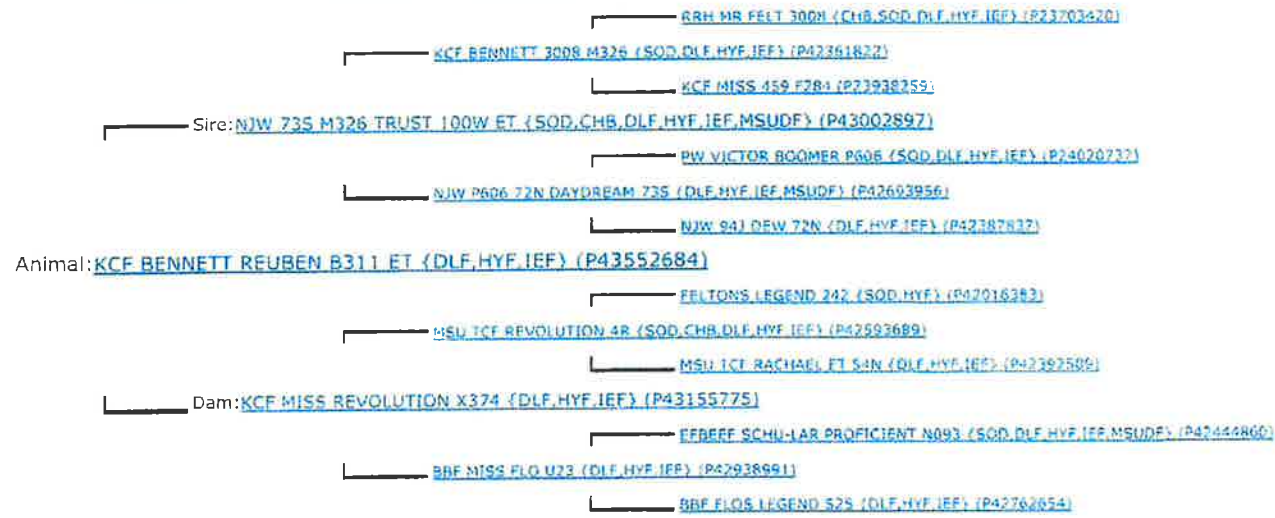 RRH MR FELT 3008 {CHB,SOD,DLF,HYF,IEF} (P23703420)
KCF BENNETT 3008 M326 {SOD,DLF,HYF,IEF} (P42361822)
KCF MISS 459 F284 (P23938259)
Sire: NJW 73S M326 TRUST 100W ET {SOD,CHB,DLF,HYF,IEF,MSUDF} (P43002897)
PW VICTOR BOOMER P606 {SOD,DLF,HYF,IEF} (P24020737)
NJW P606 72N DAYDREAM 73S {DLF,HYF,IEF,MSUDF} (P42603956)
NJW 94J DEW 72N {DLF,HYF,IEF} (P42387837)
Animal: KCF BENNETT REUBEN B311 ET {DLF,HYF,IEF} (P43552684)
FELTONS LEGEND 242 {SOD,HYF} (P42016383)
MSU TCF REVOLUTION 4R {SOD,CHB,DLF,HYF,IEF} (P42593689)
MSU TCF RACHAEL ET 54N {DLF,HYF,IEF} (P42392589)
Dam: KCF MISS REVOLUTION X374 {DLF,HYF,IEF} (P43155775)
EFBEEF SCHU-LAR PROFICIENT N093 {SOD,DLF,HYF,IEF,MSUDF} (P42444860)
BBF MISS FLO U23 {DLF,HYF,IEF} (P42938991)
BBF FLOS LEGEND S25 {DLF,HYF,IEF} (P42762654)